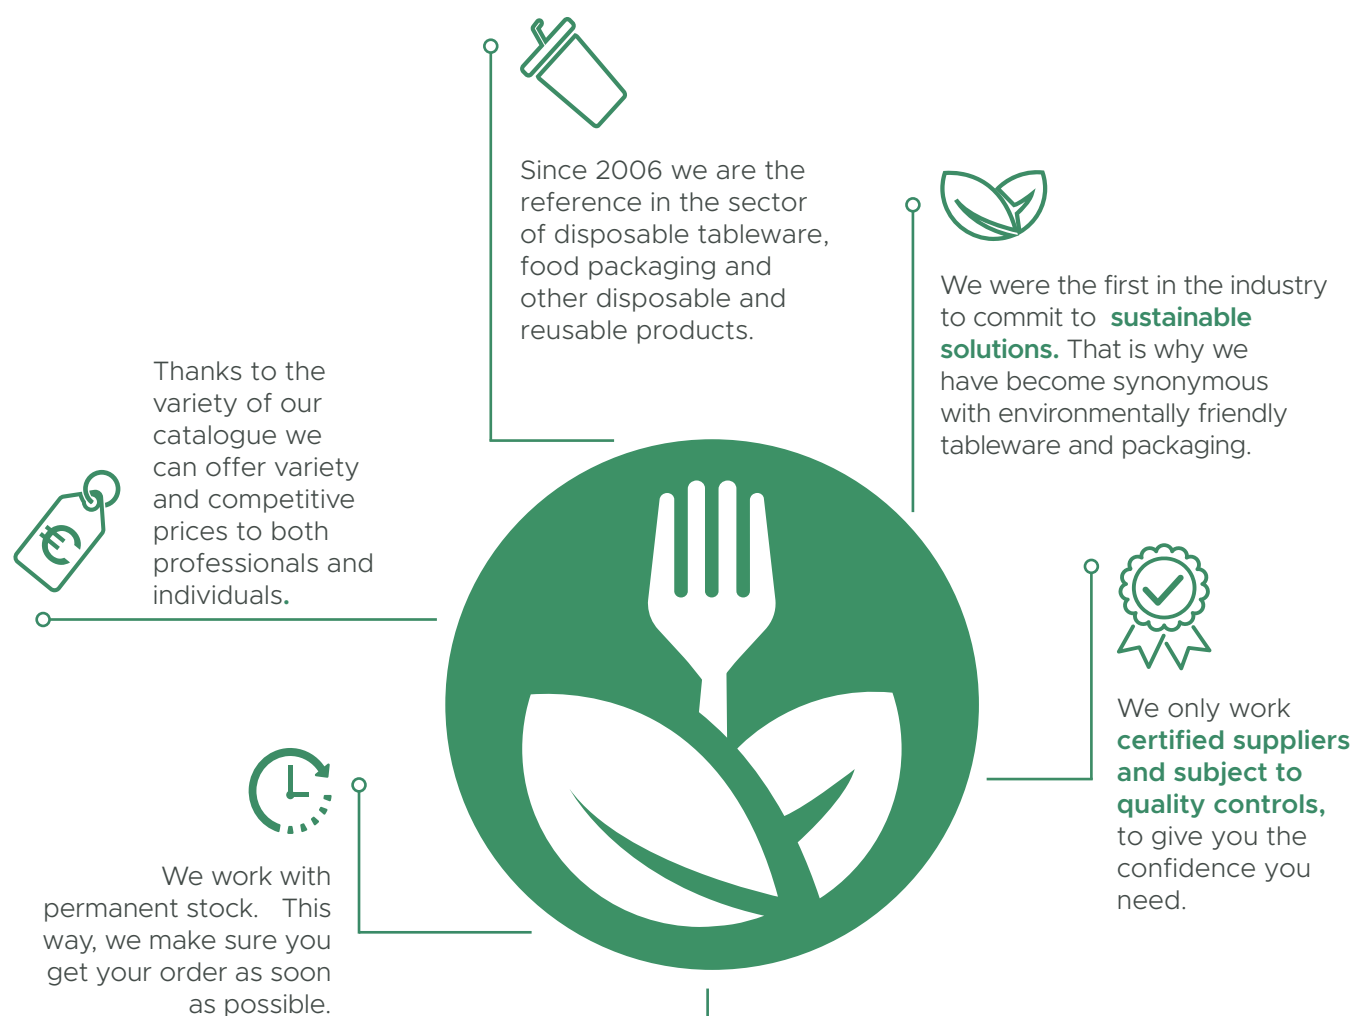 Since 2006 we are the
reference in the sector
of disposable tableware,
food packaging and
other disposable and
reusable products.
We were the first in the industry
to commit to sustainable
solutions. That is why we
have become synonymous
with environmentally friendly
tableware and packaging.
Thanks to the
variety of our
catalogue we
can offer variety
and competitive
prices to both
professionals and
individuals.
We only work
certified suppliers
and subject to
quality controls,
to give you the
confidence you
need.
We work with
permanent stock. This
way, we make sure you
get your order as soon
as possible.